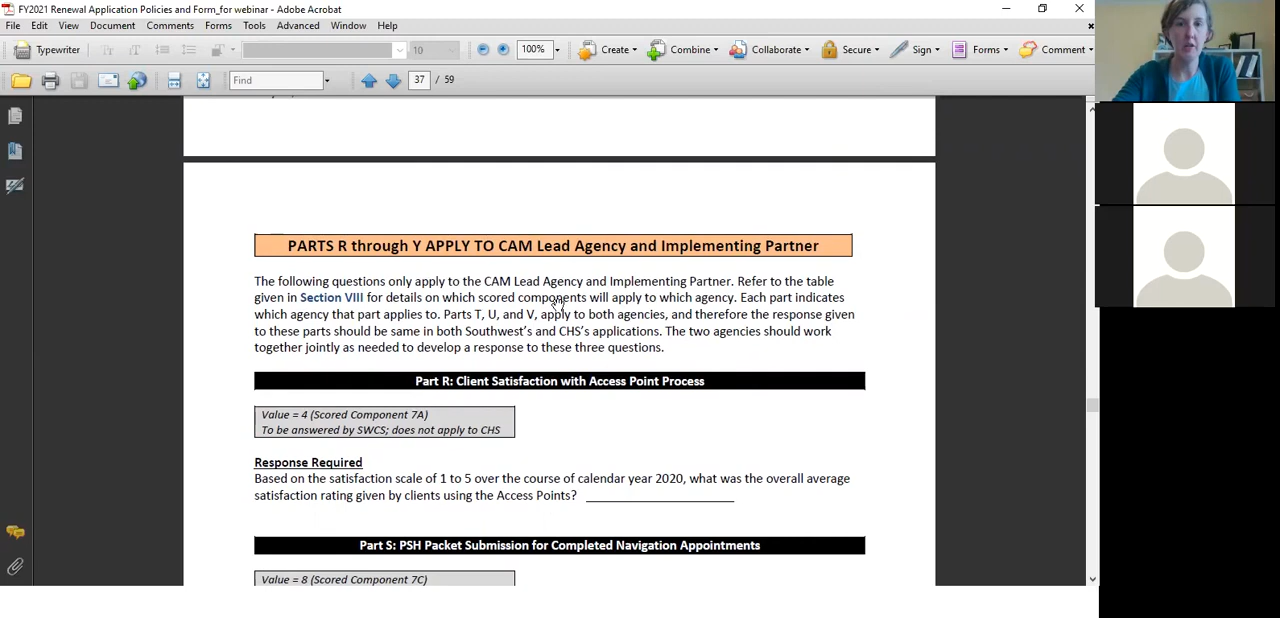 FY2021 Renewal Application Policies and Form_for webinar - Adobe Acrobat
File Edit View Document Comments Forms Tools Advanced Window Help
Typewriter 10 100% Create Combine Collaborate Secure Sign Forms Comment
Find 37 / 59
PARTS R through Y APPLY TO CAM Lead Agency and Implementing Partner
The following questions only apply to the CAM Lead Agency and Implementing Partner. Refer to the table
given in Section VIII for details on which scored components will apply to which agency. Each part indicates
which agency that part applies to. Parts T, U, and V, apply to both agencies, and therefore the response given
to these parts should be same in both Southwest's and CHS's applications. The two agencies should work
together jointly as needed to develop a response to these three questions.
Part R: Client Satisfaction with Access Point Process
Value = 4 (Scored Component 7A)
To be answered by SWCS; does not apply to CHS
Response Required
Based on the satisfaction scale of 1 to 5 over the course of calendar year 2020, what was the overall average
satisfaction rating given by clients using the Access Points? ______________________
Part S: PSH Packet Submission for Completed Navigation Appointments
Value = 8 (Scored Component 7C)